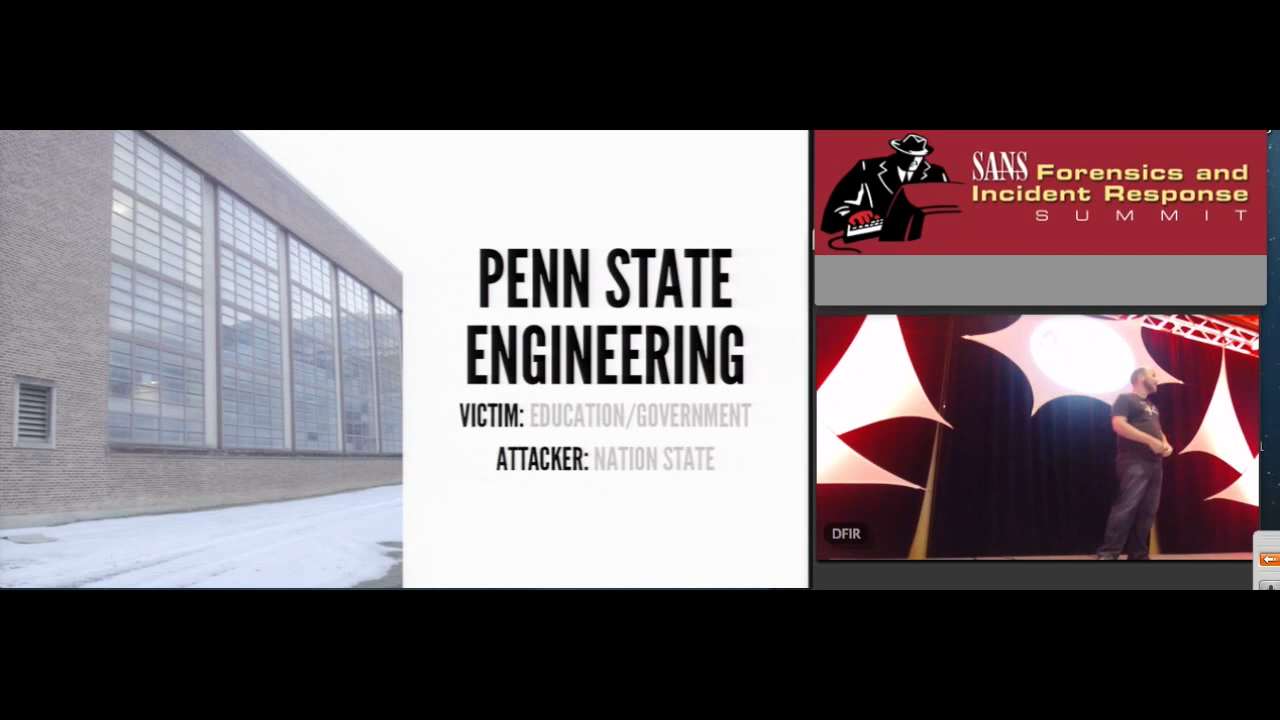 PENN STATE
ENGINEERING
VICTIM: EDUCATION/GOVERNMENT
ATTACKER: NATION STATE
SANS Forensics and
Incident Response
SUMMIT
DFIR